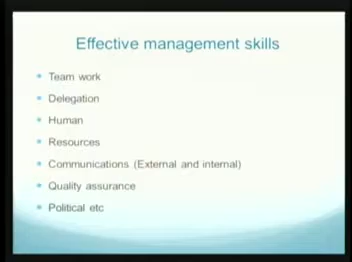 Effective management skills
Team work
Delegation
Human
Resources
Communications (External and internal)
Quality assurance
Political etc